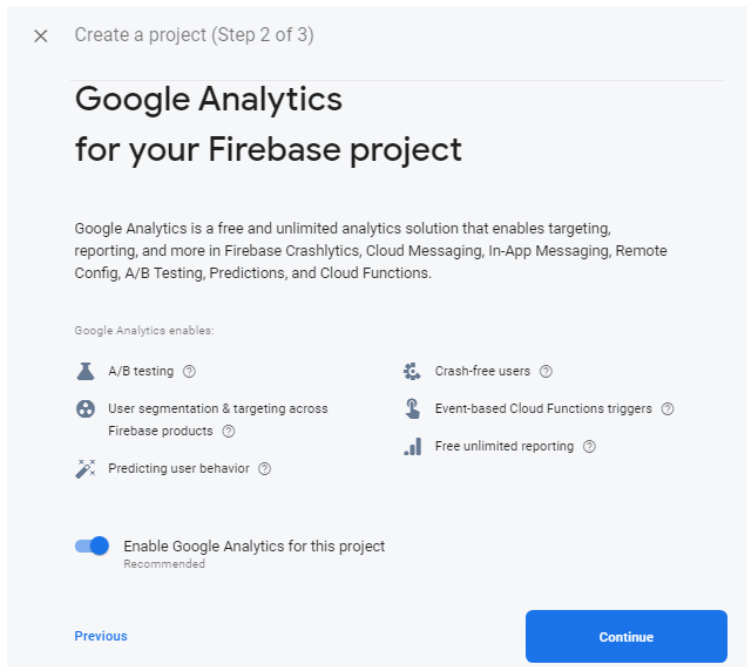 Create a project (Step 2 of 3)
Google Analytics
for your Firebase project
Google Analytics is a free and unlimited analytics solution that enables targeting,
reporting, and more in Firebase Crashlytics, Cloud Messaging, In-App Messaging, Remote
Config, A/B Testing, Predictions, and Cloud Functions.
Google Analytics enables:
A/B testing
User segmentation & targeting across
Firebase products
Predicting user behavior
Crash-free users
Event-based Cloud Functions triggers
Free unlimited reporting
Enable Google Analytics for this project
Recommended
Previous
Continue